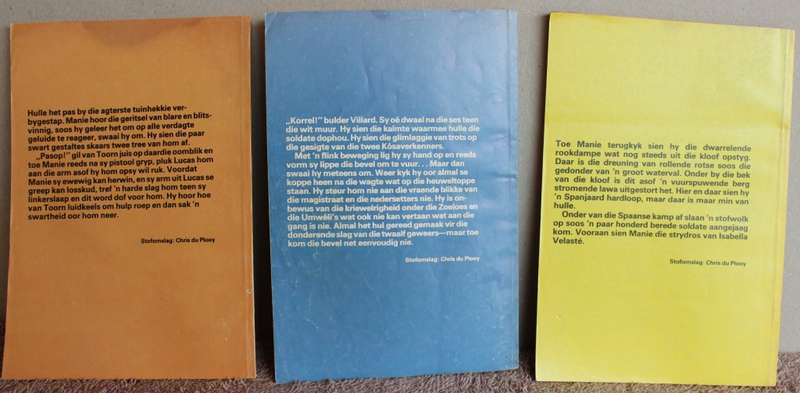 Hulle het pas by die agterste tuinhekkie ver-
bygestap. Manie hoor die geritsel van blare en blits-
vinnig, soos hy geleer het om op alle verdagte
geluide te reageer, swaai hy om. Hy sien die paar
swart gestaltes skaars twee tree van hom af.
„Pasop!” gil van Toorn juis op daardie oomblik en
toe Manie reeds na sy pistool gryp, pluk Lucas hom
aan die arm asof hy hom opsy wil ruk. Voordat
Manie sy ewewig kan herwin, en sy arm uit Lucas se
greep kan losskud, tref 'n harde slag hom teen sy
linkerslaap en dit word dof voor hom. Hy hoor hoe
van Toorn luidkeels om hulp roep en dan sak 'n
swartheid oor hom neer.
Stofomslag: Chris du Plooy
„Korrel!” bulder Villard. Sy oë dwaal na die ses teen
die wit muur. Hy sien die kalmte waarmee hulle die
soldate dophou. Hy sien die glimlaggie van trots op
die gesigte van die twee Kôsaverkenners.
Met 'n flink beweging lig hy sy hand op en reeds
vorm sy lippe die bevel om te vuur. . . Maar dan
swaai hy meteens om. Weer kyk hy oor almal se
koppe heen na die wagte wat op die heuweltoppe
staan. Hy steur hom nie aan die vraende blikke van
die magistraat en die nedersetters nie. Hy is on-
bewus van die kriewelrigheid onder die Zoeloes en
die Umwêli's wet ook nie kan vertaan wat aan die
gang is nie. Almal het hul gereed gemaak vir die
donderende slag van die twaalf gewere—maar toe
kom die bevel net eenvoudig nie.
Stofomslag: Chris du Plooy
Toe Manie terugkyk sien hy die dwarrelende
rookdampe wat nog steeds uit die kloof opstyg.
Daar is die dreuning van rollende rotse soos die
gedonder van 'n groot waterval. Onder by die bek
van die kloof is dit asof 'n vuurspuwende berg
stromende lawa uitgestort het. Hier en daar sien hy
'n Spanjaard hardloop, maar daar is maar min van
hulle.
Onder van die Spaanse kamp af slaan 'n stofwolk
op soos 'n paar honderd berede soldate aangejaag
kom. Vooraan sien Manie die strydros van Isabella
Velasté.
Stofomslag: Chris du Plooy